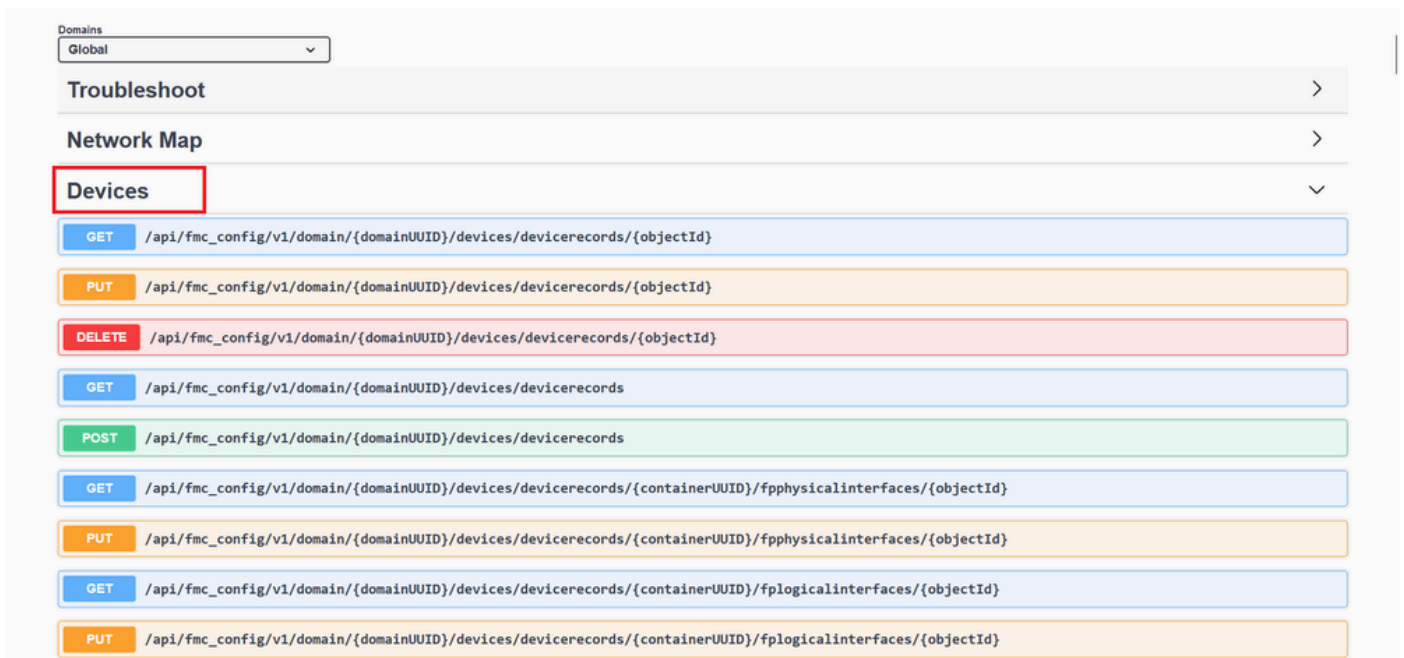 Domains
Global
Troubleshoot
Network Map
Devices
GET /api/fmc_config/v1/domain/{domainUUID}/devices/devicerecords/{objectId}
PUT /api/fmc_config/v1/domain/{domainUUID}/devices/devicerecords/{objectId}
DELETE /api/fmc_config/v1/domain/{domainUUID}/devices/devicerecords/{objectId}
GET /api/fmc_config/v1/domain/{domainUUID}/devices/devicerecords
POST /api/fmc_config/v1/domain/{domainUUID}/devices/devicerecords
GET /api/fmc_config/v1/domain/{domainUUID}/devices/devicerecords/{containerUUID}/fpphysicalinterfaces/{objectId}
PUT /api/fmc_config/v1/domain/{domainUUID}/devices/devicerecords/{containerUUID}/fpphysicalinterfaces/{objectId}
GET /api/fmc_config/v1/domain/{domainUUID}/devices/devicerecords/{containerUUID}/fplogicalinterfaces/{objectId}
PUT /api/fmc_config/v1/domain/{domainUUID}/devices/devicerecords/{containerUUID}/fplogicalinterfaces/{objectId}